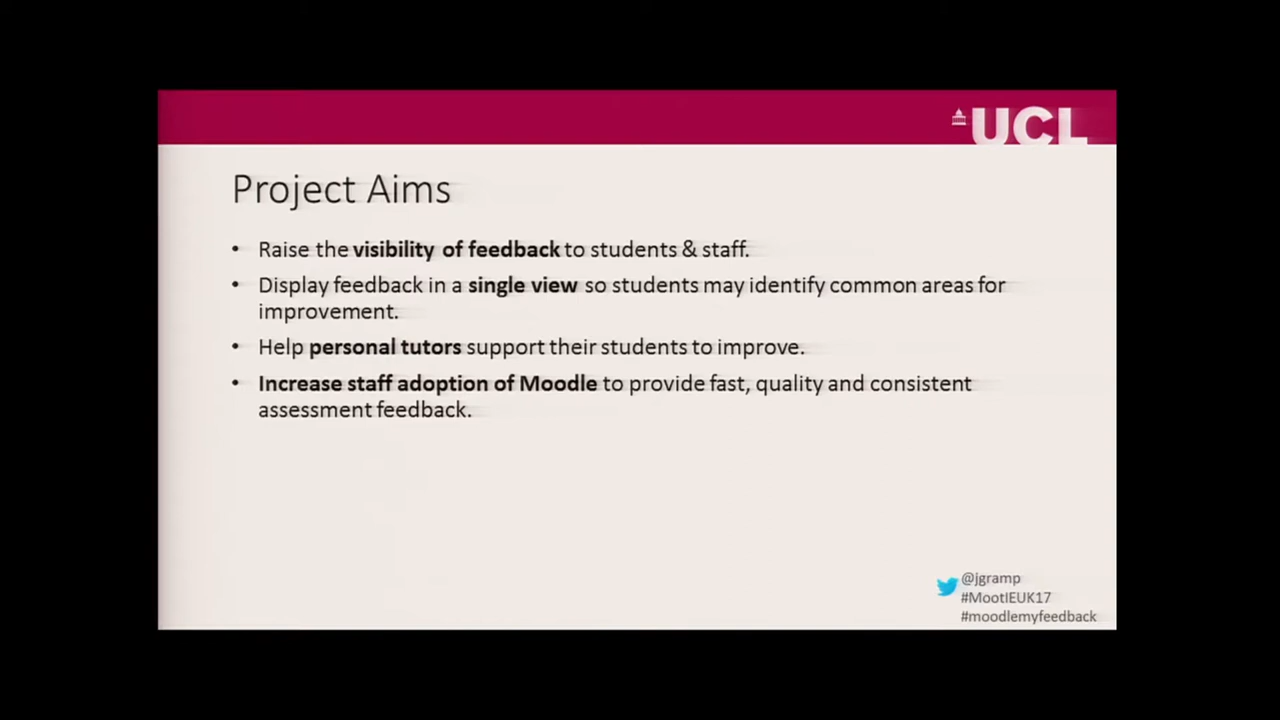 UCL
Project Aims
• Raise the visibility of feedback to students & staff.
• Display feedback in a single view so students may identify common areas for
improvement.
• Help personal tutors support their students to improve.
• Increase staff adoption of Moodle to provide fast, quality and consistent
assessment feedback.
@jgramp
#MootIEUK17
#moodlemyfeedback